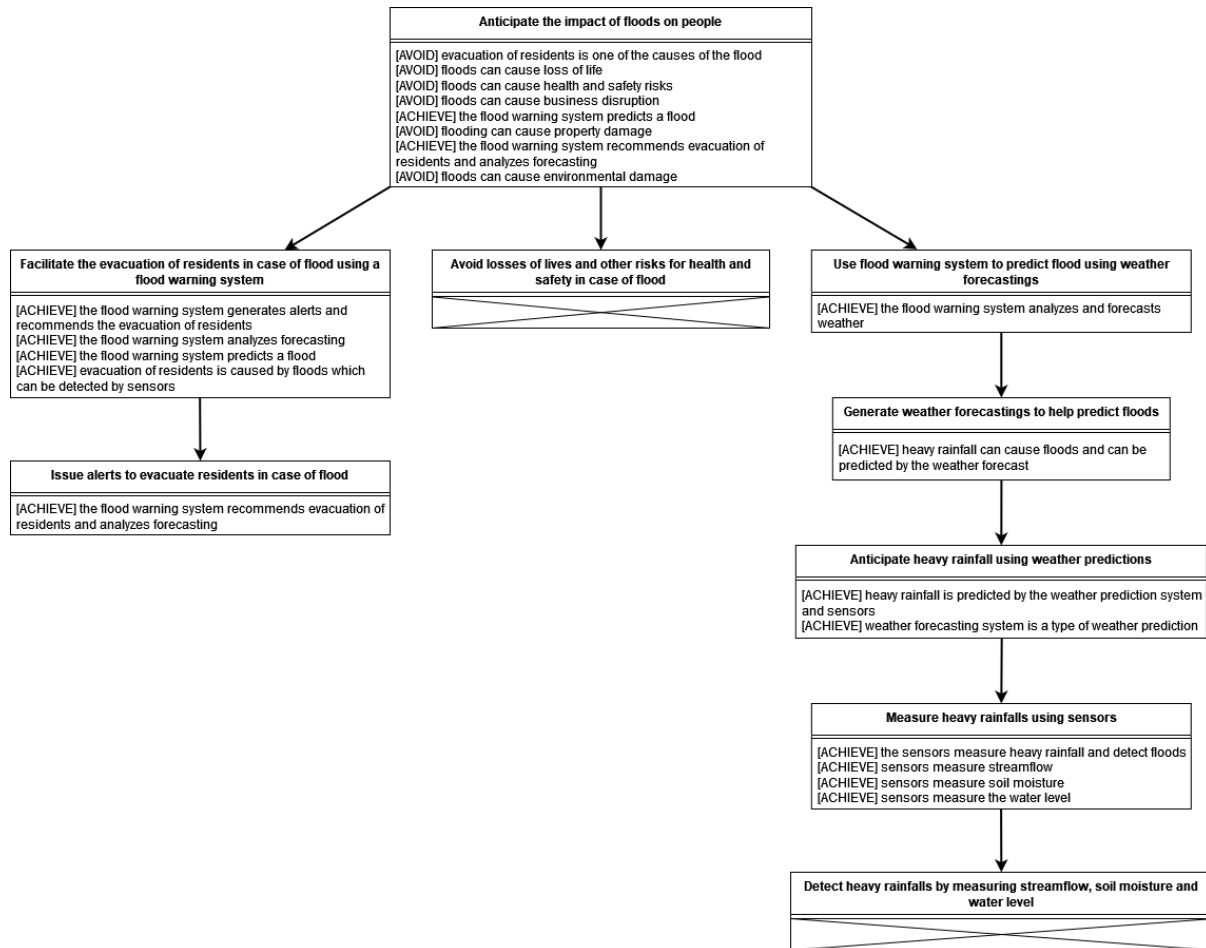 Anticipate the impact of floods on people
[AVOID] evacuation of residents is one of the causes of the flood
[AVOID] floods can cause loss of life
[AVOID] floods can cause health and safety risks
[AVOID] floods can cause business disruption
[ACHIEVE] the flood warning system predicts a flood
[AVOID] flooding can cause property damage
[ACHIEVE] the flood warning system recommends evacuation of
residents and analyzes forecasting
[AVOID] floods can cause environmental damage
Facilitate the evacuation of residents in case of flood using a
flood warning system
[ACHIEVE] the flood warning system generates alerts and
recommends the evacuation of residents
[ACHIEVE] the flood warning system analyzes forecasting
[ACHIEVE] the flood warning system predicts a flood
[ACHIEVE] evacuation of residents is caused by floods which
can be detected by sensors
Avoid losses of lives and other risks for health and
safety in case of flood
Use flood warning system to predict flood using weather
forecastings
[ACHIEVE] the flood warning system analyzes and forecasts
weather
Generate weather forecastings to help predict floods
[ACHIEVE] heavy rainfall can cause floods and can be
predicted by the weather forecast
Issue alerts to evacuate residents in case of flood
[ACHIEVE] the flood warning system recommends evacuation of
residents and analyzes forecasting
Anticipate heavy rainfall using weather predictions
[ACHIEVE] heavy rainfall is predicted by the weather prediction system
and sensors
[ACHIEVE] weather forecasting system is a type of weather prediction
Measure heavy rainfalls using sensors
[ACHIEVE] the sensors measure heavy rainfall and detect floods
[ACHIEVE] sensors measure streamflow
[ACHIEVE] sensors measure soil moisture
[ACHIEVE] sensors measure the water level
Detect heavy rainfalls by measuring streamflow, soil moisture and
water level